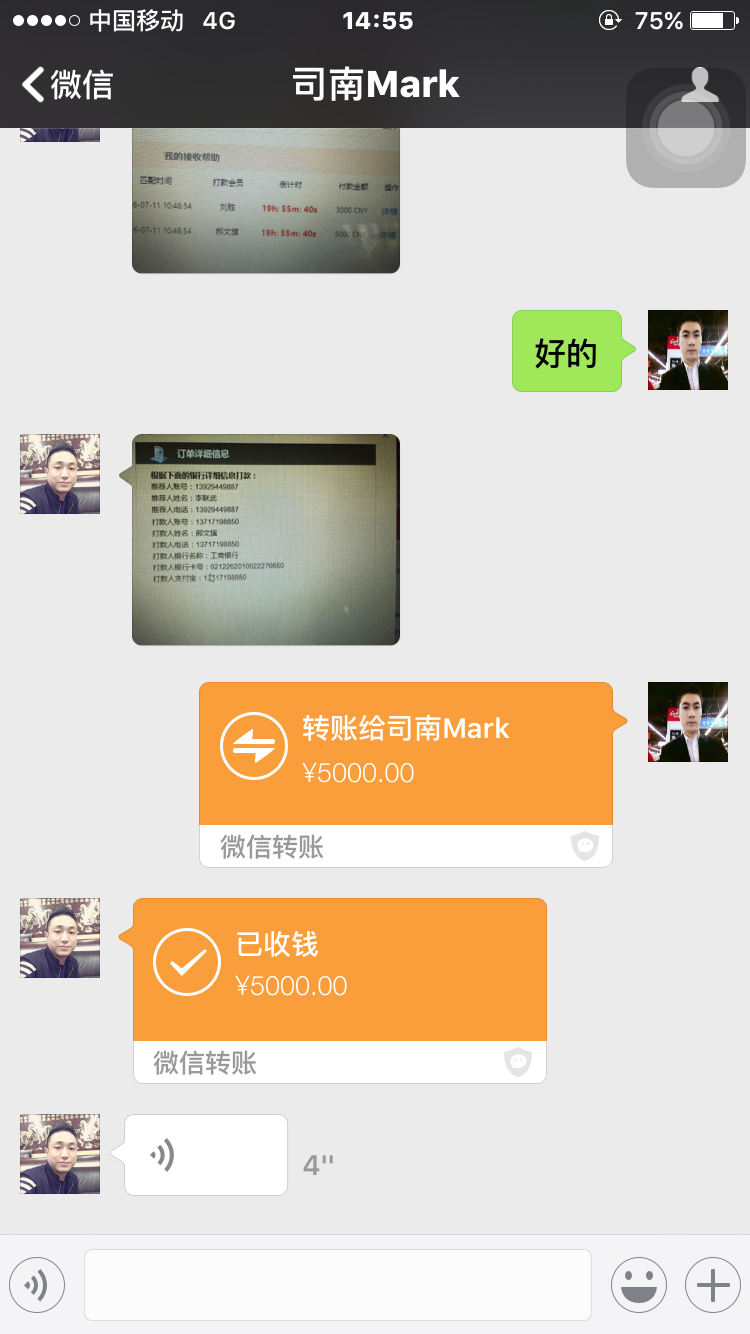 中国移动 4G 14:55 75%
微信 司南Mark
我的接收帮助
匹配时间 打款会员 倒计时 付款金额 操作
6-07-11 10:48:54 刘胜 19h: 55m: 40s 3000 CNY 详情
6-07-11 10:48:54 郝文旗 19h: 55m: 40s 5000 CNY 详情
好的
订单详细信息
根据下面的银行详细信息打款：
推荐人账号：13929449887
推荐人姓名：李联武
推荐人电话：13929449887
打款人账号：13717198850
打款人姓名：郝文旗
打款人电话：13717198850
打款人银行名称：工商银行
打款人银行卡号：6212262010022276650
打款人支付宝：
转账给司南Mark
¥5000.00
微信转账
已收钱
¥5000.00
微信转账
4''